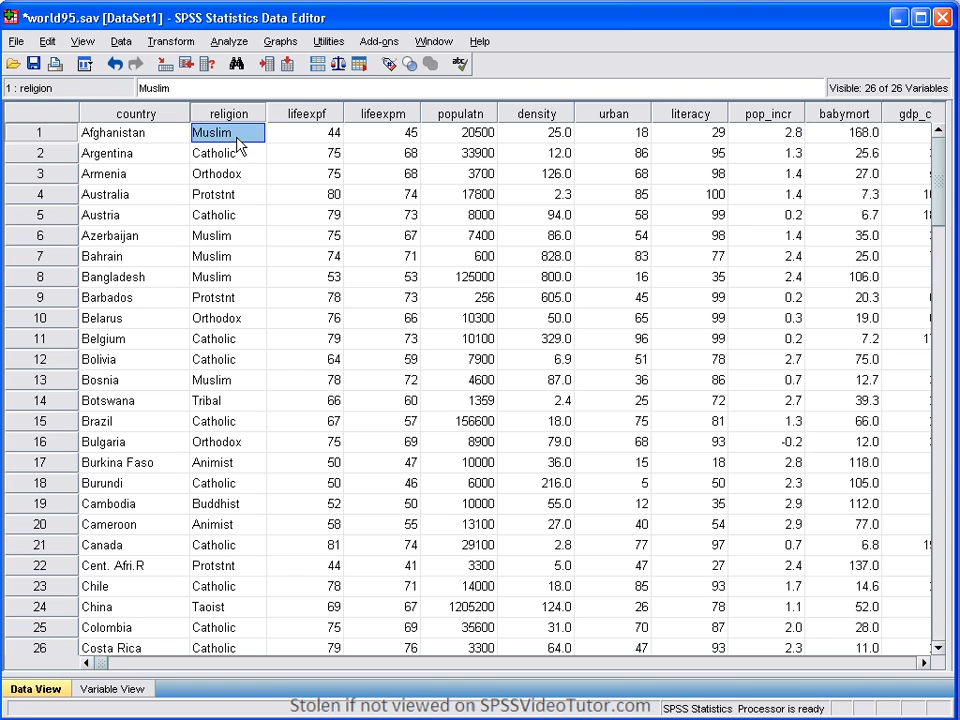 *world95.sav [DataSet1] - SPSS Statistics Data Editor
File Edit View Data Transform Analyze Graphs Utilities Add-ons Window Help
1 : religion Muslim Visible: 26 of 26 Variables
country religion lifeexpf lifeexpm populatn density urban literacy pop_incr babymort gdp_c
1 Afghanistan Muslim 44 45 20500 25.0 18 29 2.8 168.0
2 Argentina Catholic 75 68 33900 12.0 86 95 1.3 25.6
3 Armenia Orthodox 75 68 3700 126.0 68 98 1.4 27.0
4 Australia Protstnt 80 74 17800 2.3 85 100 1.4 7.3
5 Austria Catholic 79 73 8000 94.0 58 99 0.2 6.7
6 Azerbaijan Muslim 75 67 7400 86.0 54 98 1.4 35.0
7 Bahrain Muslim 74 71 600 828.0 83 77 2.4 25.0
8 Bangladesh Muslim 53 53 125000 800.0 16 35 2.4 106.0
9 Barbados Protstnt 78 73 256 605.0 45 99 0.2 20.3
10 Belarus Orthodox 76 66 10300 50.0 65 99 0.3 19.0
11 Belgium Catholic 79 73 10100 329.0 96 99 0.2 7.2
12 Bolivia Catholic 64 59 7900 6.9 51 78 2.7 75.0
13 Bosnia Muslim 78 72 4600 87.0 36 86 0.7 12.7
14 Botswana Tribal 66 60 1359 2.4 25 72 2.7 39.3
15 Brazil Catholic 67 57 156600 18.0 75 81 1.3 66.0
16 Bulgaria Orthodox 75 69 8900 79.0 68 93 -0.2 12.0
17 Burkina Faso Animist 50 47 10000 36.0 15 18 2.8 118.0
18 Burundi Catholic 50 46 6000 216.0 5 50 2.3 105.0
19 Cambodia Buddhist 52 50 10000 55.0 12 35 2.9 112.0
20 Cameroon Animist 58 55 13100 27.0 40 54 2.9 77.0
21 Canada Catholic 81 74 29100 2.8 77 97 0.7 6.8
22 Cent. Afri.R Protstnt 44 41 3300 5.0 47 27 2.4 137.0
23 Chile Catholic 78 71 14000 18.0 85 93 1.7 14.6
24 China Taoist 69 67 1205200 124.0 26 78 1.1 52.0
25 Colombia Catholic 75 69 35600 31.0 70 87 2.0 28.0
26 Costa Rica Catholic 79 76 3300 64.0 47 93 2.3 11.0
Data View Variable View
Stolen if not viewed on SPSSVideoTutor.com SPSS Statistics Processor is ready